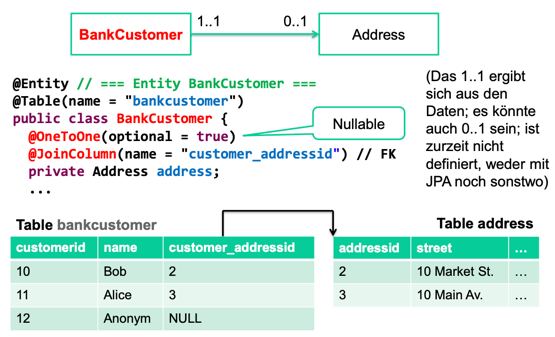 1..1 0..1
BankCustomer Address
@Entity // === Entity BankCustomer ===
@Table(name = "bankcustomer")
public class BankCustomer {
@OneToOne(optional = true)
@JoinColumn(name = "customer_addressid") // FK
private Address address;
...
Nullable
(Das 1..1 ergibt
sich aus den
Daten; es könnte
auch 0..1 sein; ist
zurzeit nicht
definiert, weder mit
JPA noch sonstwo)
Table bankcustomer
customerid name customer_addressid
10 Bob 2
11 Alice 3
12 Anonym NULL
Table address
addressid street ...
2 10 Market St. ...
3 10 Main Av. ...